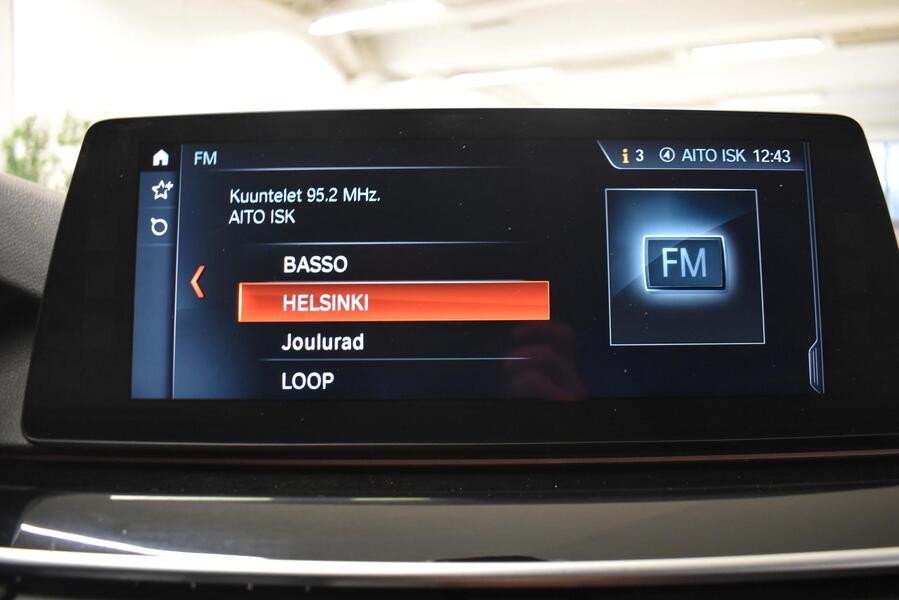 FM
3 AITO ISK 12:43
Kuuntelet 95.2 MHz.
AITO ISK
BASSO
HELSINKI
Joulurad
LOOP
FM